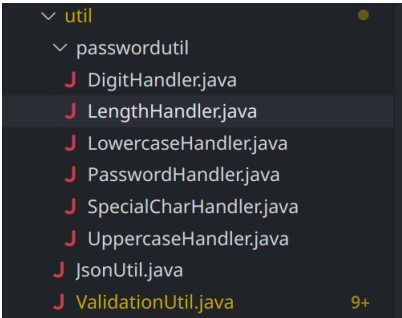 util
passwordutil
DigitHandler.java
LengthHandler.java
LowercaseHandler.java
PasswordHandler.java
SpecialCharHandler.java
UppercaseHandler.java
JsonUtil.java
ValidationUtil.java 9+